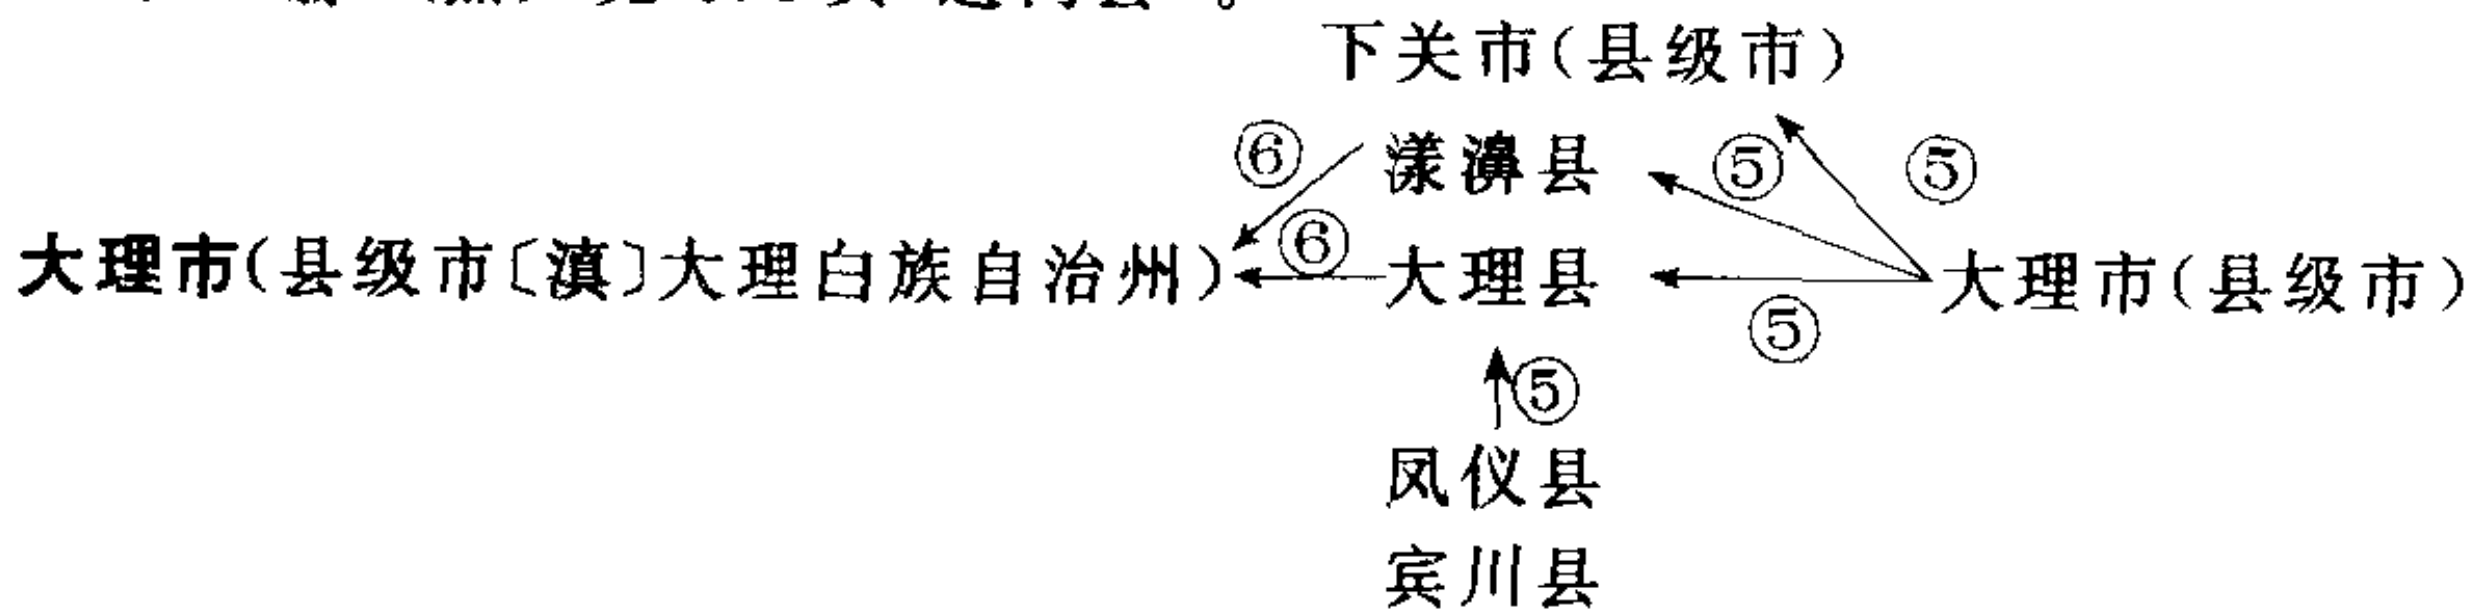 下关市(县级市)
⑥ 漾濞县 ⑤ ⑤
大理市(县级市〔滇〕大理白族自治州) ⑥ 大理县 大理市(县级市)
⑤
⑤
凤仪县
宾川县